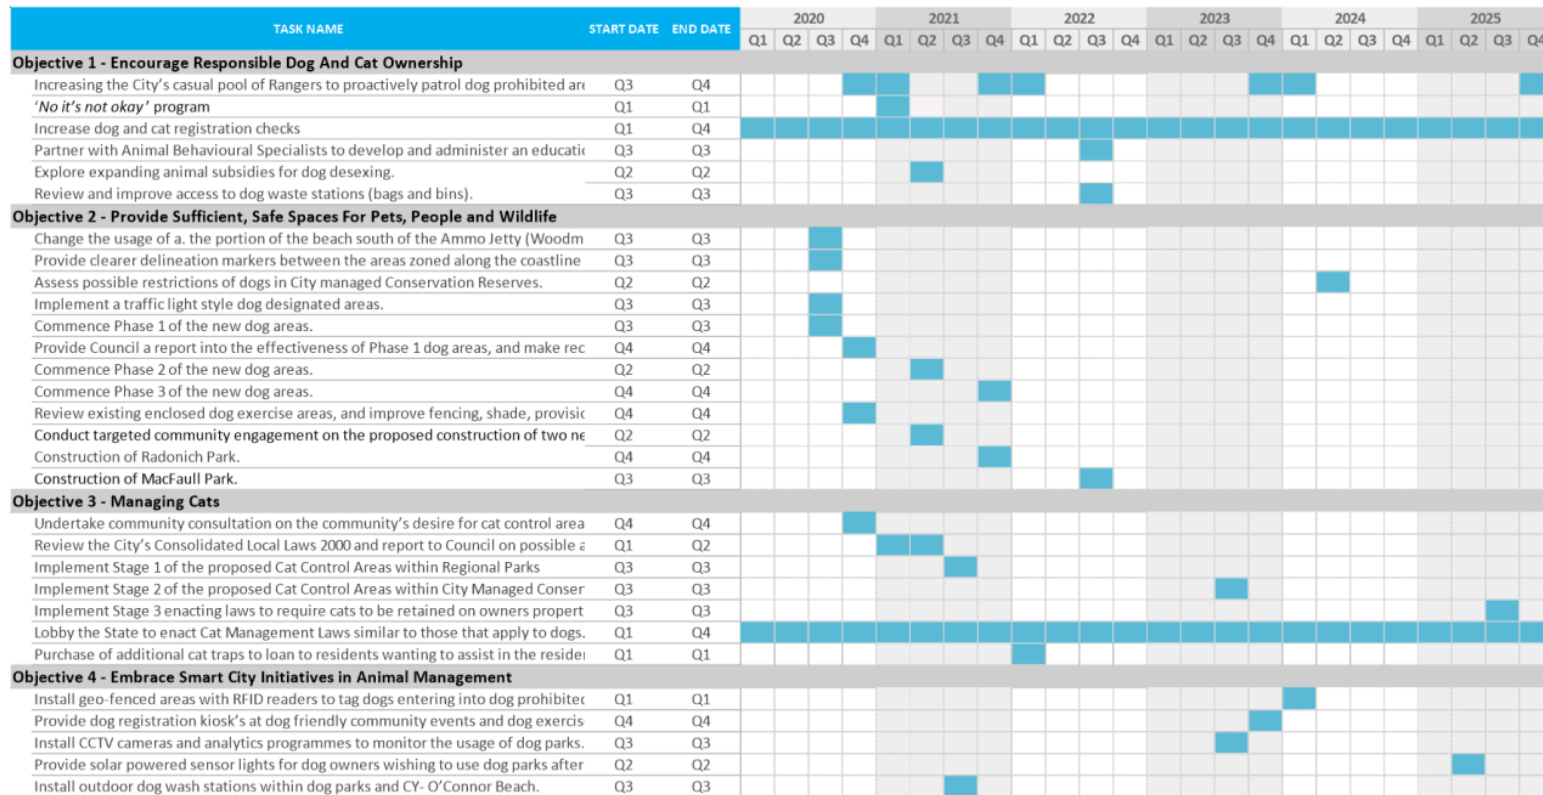 2020 2021 2022 2023 2024 2025
TASK NAME START DATE END DATE
Q1 Q2 Q3 Q4 Q1 Q2 Q3 Q4 Q1 Q2 Q3 Q4 Q1 Q2 Q3 Q4 Q1 Q2 Q3 Q4 Q1 Q2 Q3 Q4
Objective 1 - Encourage Responsible Dog And Cat Ownership
Increasing the City's casual pool of Rangers to proactively patrol dog prohibited are Q3 Q4
'No it's not okay' program Q1 Q1
Increase dog and cat registration checks Q1 Q4
Partner with Animal Behavioural Specialists to develop and administer an educatio Q3 Q3
Explore expanding animal subsidies for dog desexing. Q2 Q2
Review and improve access to dog waste stations (bags and bins). Q3 Q3
Objective 2 - Provide Sufficient, Safe Spaces For Pets, People and Wildlife
Change the usage of a. the portion of the beach south of the Ammo Jetty (Woodm Q3 Q3
Provide clearer delineation markers between the areas zoned along the coastline Q3 Q3
Assess possible restrictions of dogs in City managed Conservation Reserves. Q2 Q2
Implement a traffic light style dog designated areas. Q3 Q3
Commence Phase 1 of the new dog areas. Q3 Q3
Provide Council a report into the effectiveness of Phase 1 dog areas, and make rec Q4 Q4
Commence Phase 2 of the new dog areas. Q2 Q2
Commence Phase 3 of the new dog areas. Q4 Q4
Review existing enclosed dog exercise areas, and improve fencing, shade, provisic Q4 Q4
Conduct targeted community engagement on the proposed construction of two ne Q2 Q2
Construction of Radonich Park. Q4 Q4
Construction of MacFaull Park. Q3 Q3
Objective 3 - Managing Cats
Undertake community consultation on the community's desire for cat control area Q4 Q4
Review the City's Consolidated Local Laws 2000 and report to Council on possible a Q1 Q2
Implement Stage 1 of the proposed Cat Control Areas within Regional Parks Q3 Q3
Implement Stage 2 of the proposed Cat Control Areas within City Managed Conser Q3 Q3
Implement Stage 3 enacting laws to require cats to be retained on owners propert Q3 Q3
Lobby the State to enact Cat Management Laws similar to those that apply to dogs. Q1 Q4
Purchase of additional cat traps to loan to residents wanting to assist in the reside Q1 Q1
Objective 4 - Embrace Smart City Initiatives in Animal Management
Install geo-fenced areas with RFID readers to tag dogs entering into dog prohibited Q1 Q1
Provide dog registration kiosk's at dog friendly community events and dog exercis Q4 Q4
Install CCTV cameras and analytics programmes to monitor the usage of dog parks. Q3 Q3
Provide solar powered sensor lights for dog owners wishing to use dog parks after Q2 Q2
Install outdoor dog wash stations within dog parks and CY- O'Connor Beach. Q3 Q3